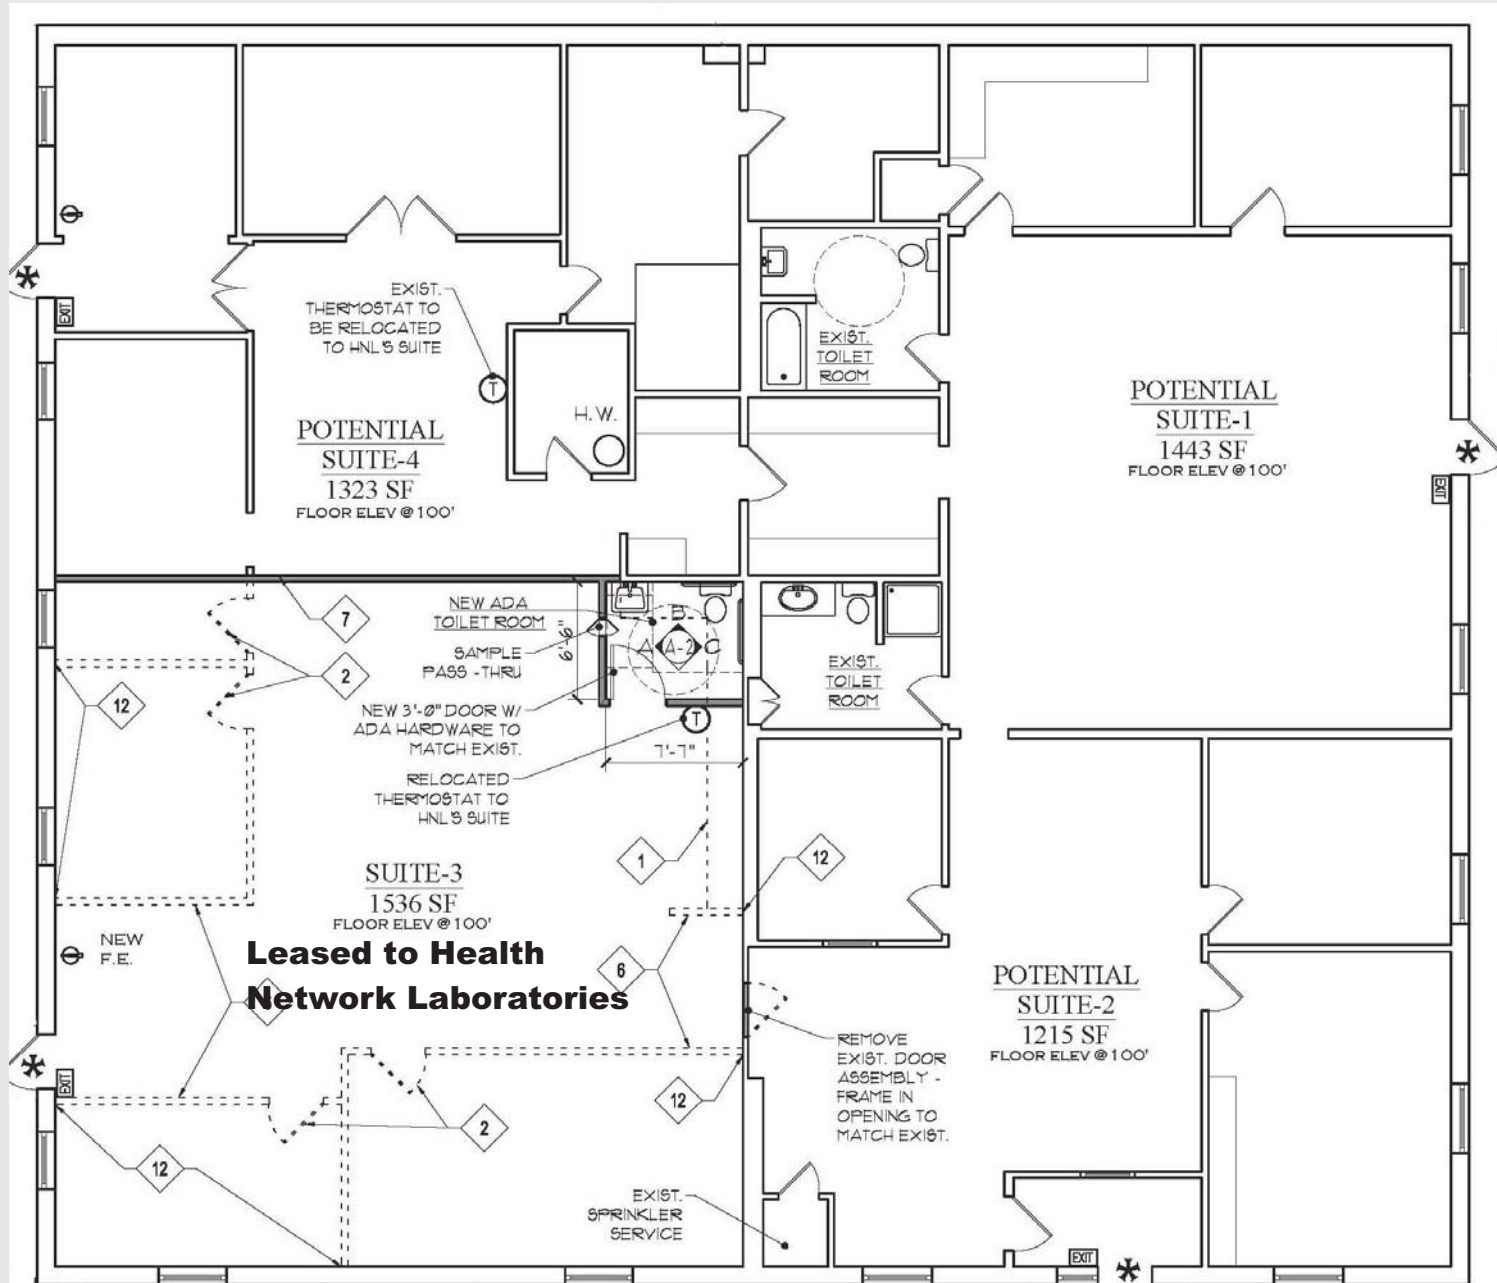 EXIST.
THERMOSTAT TO
BE RELOCATED
TO HNL'S SUITE
T
H.W.
POTENTIAL
SUITE-4
1323 SF
FLOOR ELEV @ 100'
EXIT
EXIST.
TOILET
ROOM
POTENTIAL
SUITE-1
1443 SF
FLOOR ELEV @ 100'
EXIT
7
2
12
NEW ADA
TOILET ROOM
SAMPLE
PASS -THRU
6'-6"
B
A
A-2
C
NEW 3'-0" DOOR W/
ADA HARDWARE TO
MATCH EXIST.
T
7'-7"
RELOCATED
THERMOSTAT TO
HNL'S SUITE
EXIST.
TOILET
ROOM
1
12
SUITE-3
1536 SF
FLOOR ELEV @ 100'
Leased to Health
Network Laboratories
NEW
F.E.
6
EXIT
12
2
12
POTENTIAL
SUITE-2
1215 SF
FLOOR ELEV @ 100'
REMOVE
EXIST. DOOR
ASSEMBLY -
FRAME IN
OPENING TO
MATCH EXIST.
EXIST.
SPRINKLER
SERVICE
EXIT